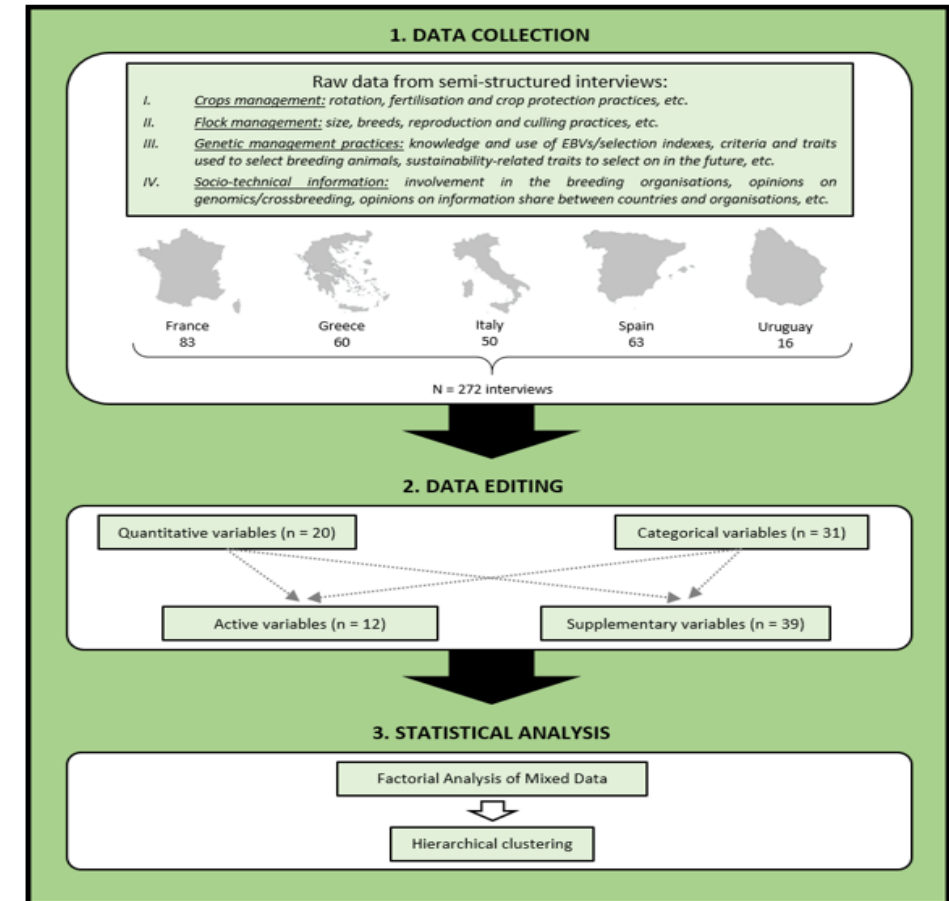 1. DATA COLLECTION
Raw data from semi-structured interviews:
I. Crops management: rotation, fertilisation and crop protection practices, etc.
II. Flock management: size, breeds, reproduction and culling practices, etc.
III. Genetic management practices: knowledge and use of EBVs/selection indexes, criteria and traits
used to select breeding animals, sustainability-related traits to select on in the future, etc.
IV. Socio-technical information: involvement in the breeding organisations, opinions on
genomics/crossbreeding, opinions on information share between countries and organisations, etc.
France Greece Italy Spain Uruguay
83 60 50 63 16
N = 272 interviews
2. DATA EDITING
Quantitative variables (n = 20) Categorical variables (n = 31)
Active variables (n = 12) Supplementary variables (n = 39)
3. STATISTICAL ANALYSIS
Factorial Analysis of Mixed Data
Hierarchical clustering